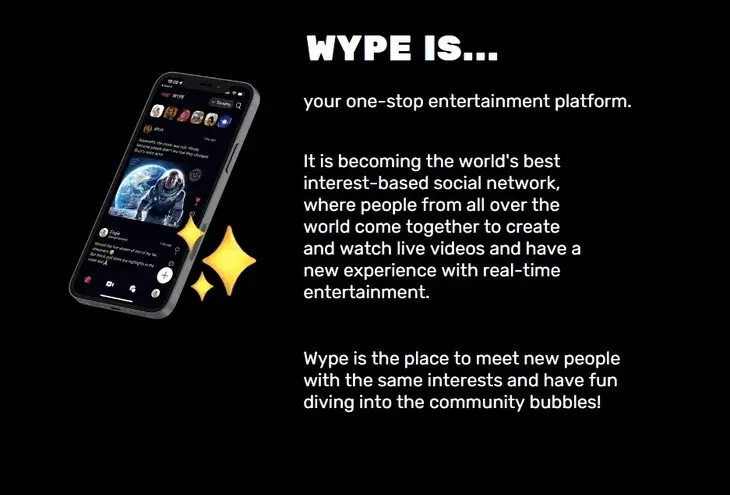 WYPE IS...
your one-stop entertainment platform.
It is becoming the world's best
interest-based social network,
where people from all over the
world come together to create
and watch live videos and have a
new experience with real-time
entertainment.
Wype is the place to meet new people
with the same interests and have fun
diving into the community bubbles!
WYPE